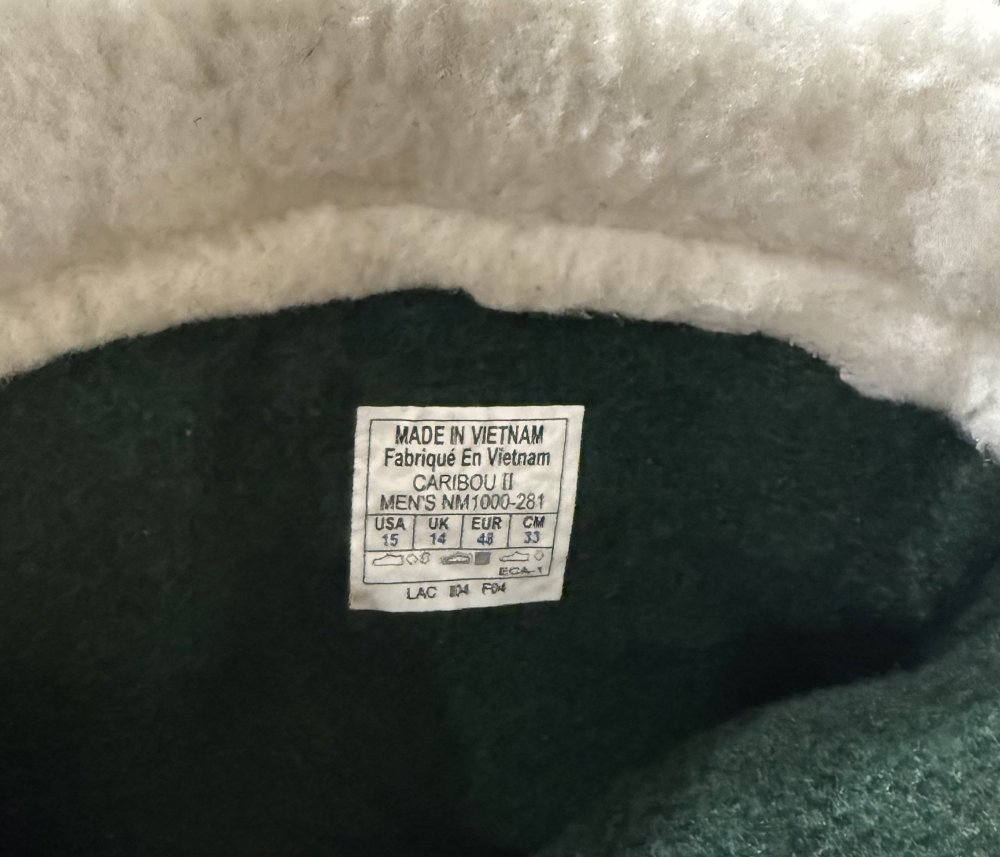 MADE IN VIETNAM
Fabriqué En Vietnam
CARIBOU II
MEN'S NM1000-281
USA UK EUR CM
15 14 48 33
ECA-1
LAC F04